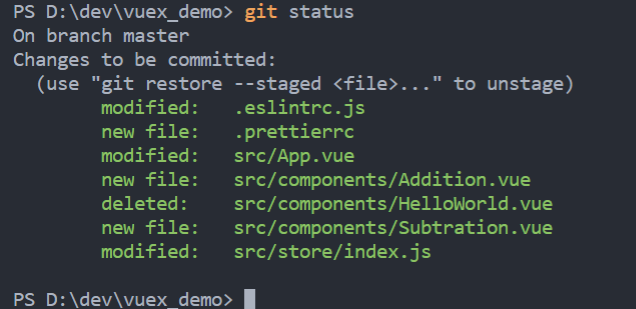 PS D:\dev\vuex_demo> git status
On branch master
Changes to be committed:
  (use "git restore --staged <file>..." to unstage)
        modified:   .eslintrc.js
        new file:   .prettierrc
        modified:   src/App.vue
        new file:   src/components/Addition.vue
        deleted:    src/components/HelloWorld.vue
        new file:   src/components/Subtration.vue
        modified:   src/store/index.js
PS D:\dev\vuex_demo>